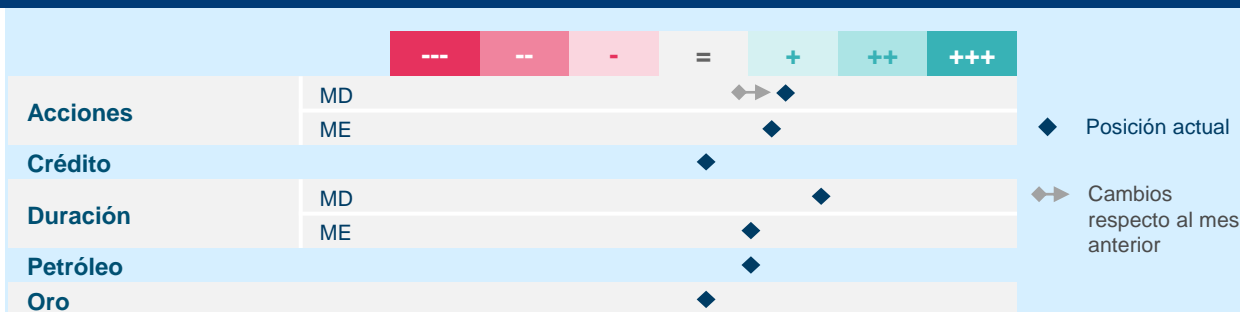 --- -- - = + ++ +++
Acciones
MD
ME
Crédito
Duración
MD
ME
Petróleo
Oro
Posición actual
Cambios
respecto al mes
anterior